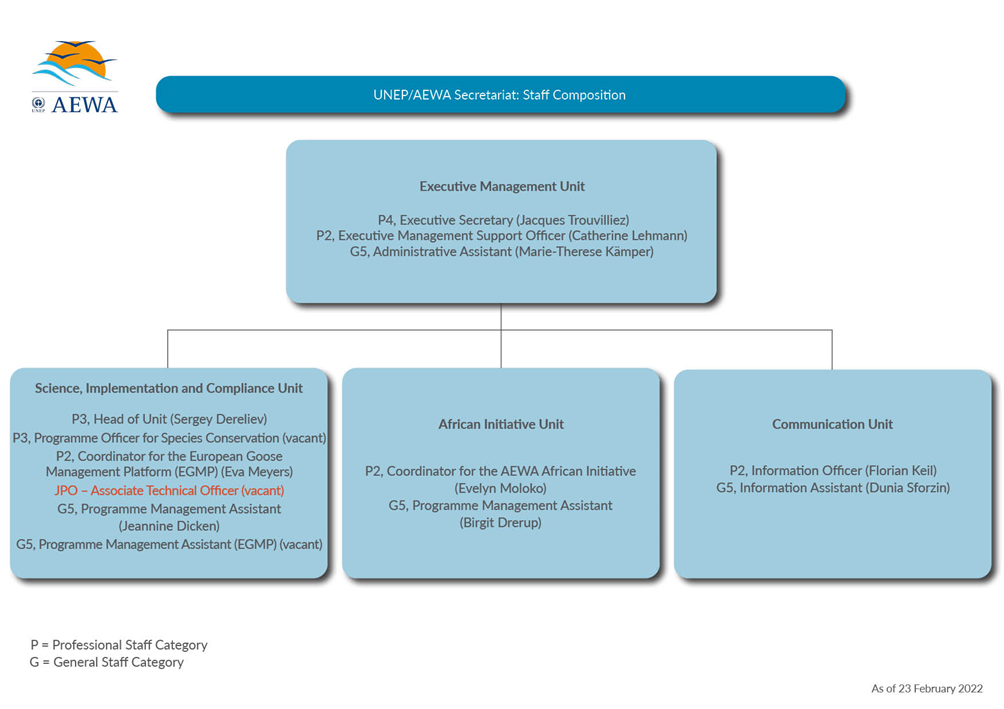 UNEP
AEWA
UNEP/AEWA Secretariat: Staff Composition
Executive Management Unit
P4, Executive Secretary (Jacques Trouvilliez)
P2, Executive Management Support Officer (Catherine Lehmann)
G5, Administrative Assistant (Marie-Therese Kämper)
Science, Implementation and Compliance Unit
P3, Head of Unit (Sergey Dereliev)
P3, Programme Officer for Species Conservation (vacant)
P2, Coordinator for the European Goose
Management Platform (EGMP) (Eva Meyers)
JPO – Associate Technical Officer (vacant)
G5, Programme Management Assistant
(Jeannine Dicken)
G5, Programme Management Assistant (EGMP) (vacant)
African Initiative Unit
P2, Coordinator for the AEWA African Initiative
(Evelyn Moloko)
G5, Programme Management Assistant
(Birgit Drerup)
Communication Unit
P2, Information Officer (Florian Keil)
G5, Information Assistant (Dunia Sforzin)
P = Professional Staff Category
G = General Staff Category
As of 23 February 2022